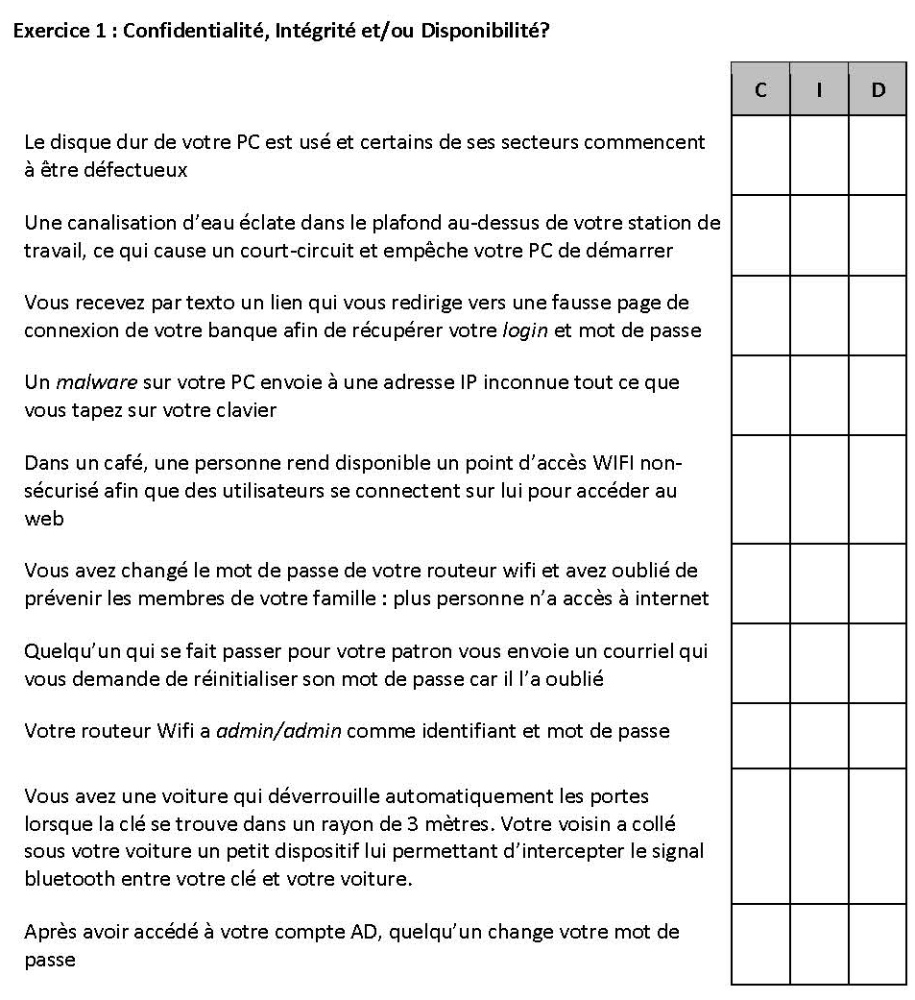 Exercice 1 : Confidentialité, Intégrité et/ou Disponibilité?
C I D
Le disque dur de votre PC est usé et certains de ses secteurs commencent
à être défectueux
Une canalisation d’eau éclate dans le plafond au-dessus de votre station de
travail, ce qui cause un court-circuit et empêche votre PC de démarrer
Vous recevez par texto un lien qui vous redirige vers une fausse page de
connexion de votre banque afin de récupérer votre login et mot de passe
Un malware sur votre PC envoie à une adresse IP inconnue tout ce que
vous tapez sur votre clavier
Dans un café, une personne rend disponible un point d’accès WIFI non-
sécurisé afin que des utilisateurs se connectent sur lui pour accéder au
web
Vous avez changé le mot de passe de votre routeur wifi et avez oublié de
prévenir les membres de votre famille : plus personne n’a accès à internet
Quelqu’un qui se fait passer pour votre patron vous envoie un courriel qui
vous demande de réinitialiser son mot de passe car il l’a oublié
Votre routeur Wifi a admin/admin comme identifiant et mot de passe
Vous avez une voiture qui déverrouille automatiquement les portes
lorsque la clé se trouve dans un rayon de 3 mètres. Votre voisin a collé
sous votre voiture un petit dispositif lui permettant d’intercepter le signal
bluetooth entre votre clé et votre voiture.
Après avoir accédé à votre compte AD, quelqu’un change votre mot de
passe